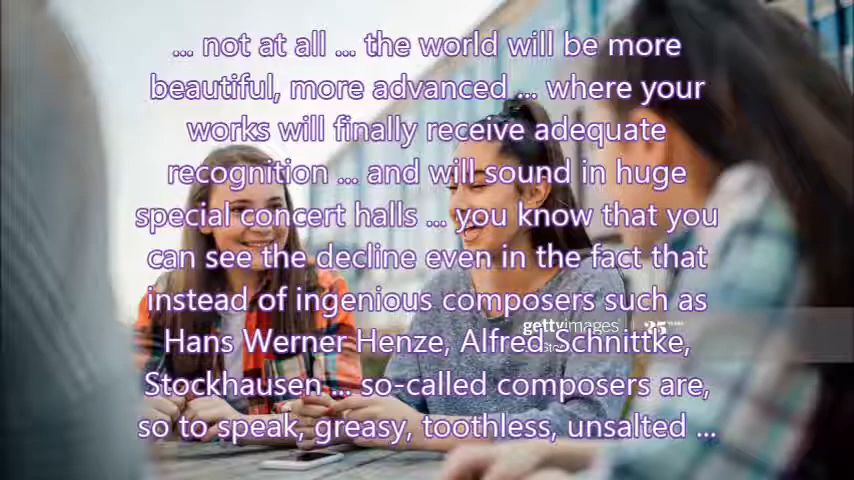 ... not at all ... the world will be more
beautiful, more advanced ... where your
works will finally receive adequate
recognition ... and will sound in huge
special concert halls ... you know that you
can see the decline even in the fact that
instead of ingenious composers such as
gettyimages
Hans Werner Henze, Alfred Schnittke,
Stockhausen ... so-called composers are,
so to speak, greasy, toothless, unsalted ...